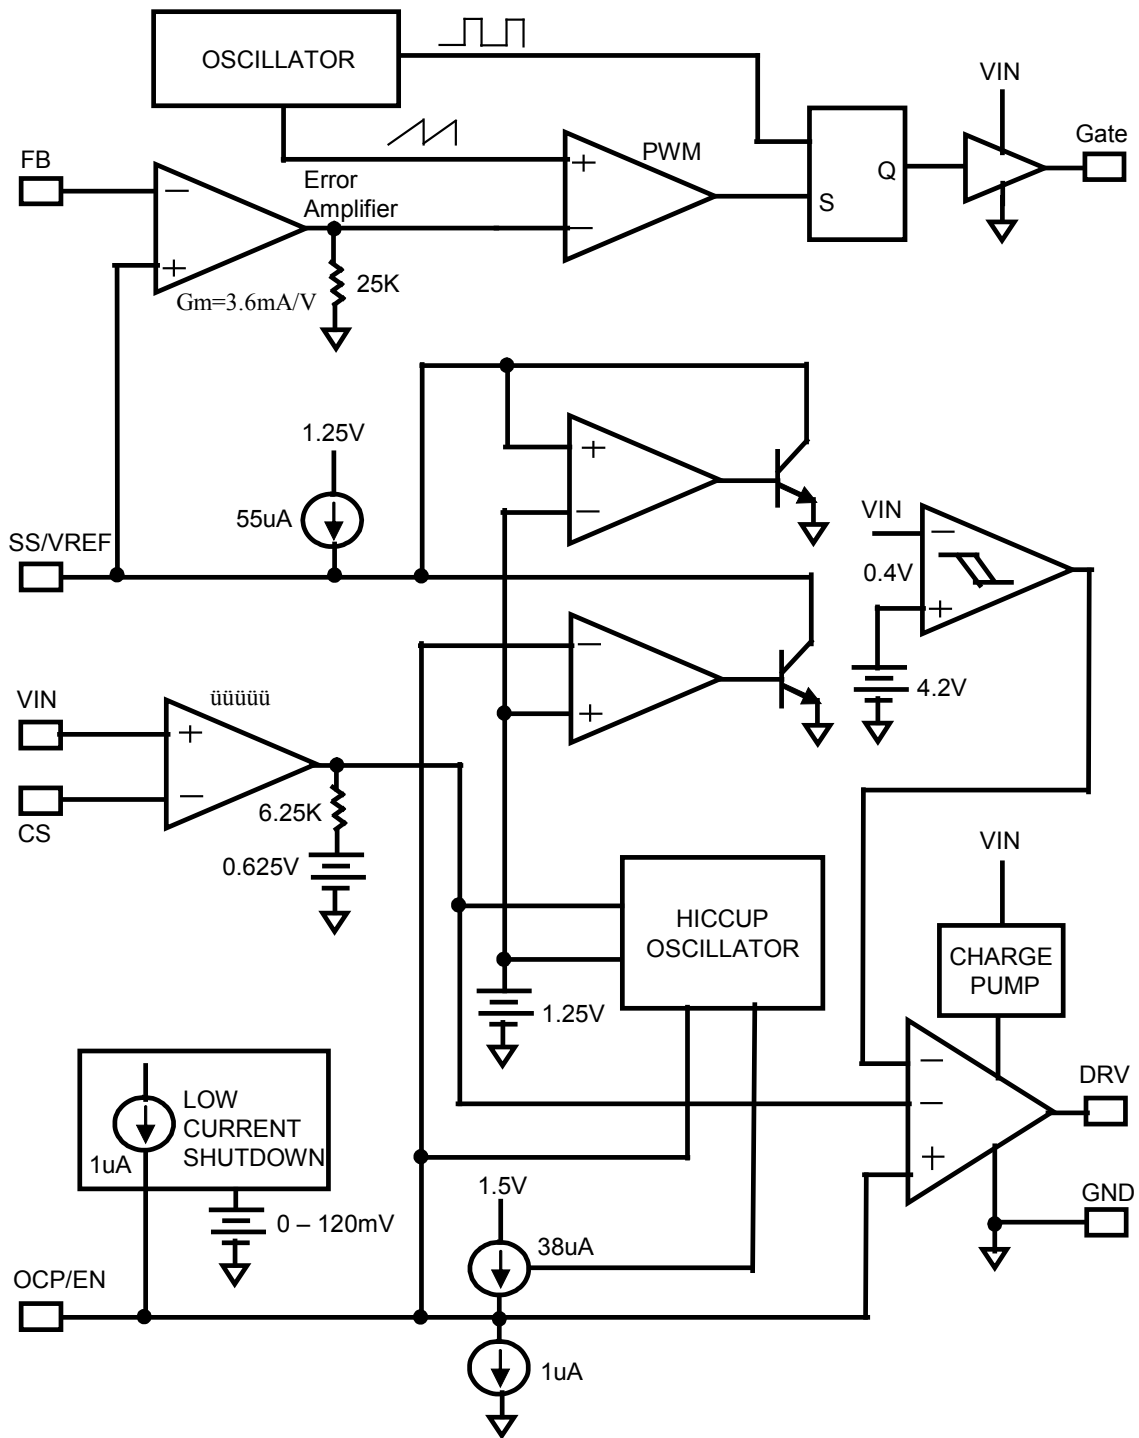 OSCILLATOR
VIN
Gate
FB
Error
Amplifier
PWM
+
−
Q
S
−
+
25K
Gm=3.6mA/V
1.25V
55uA
+
−
VIN
−
0.4V
+
4.2V
SS/VREF
−
+
VIN
üüüüü
+
−
CS
6.25K
0.625V
HICCUP
OSCILLATOR
1.25V
VIN
CHARGE
PUMP
LOW
CURRENT
SHUTDOWN
1uA
0 – 120mV
−
−
+
DRV
GND
1.5V
38uA
OCP/EN
1uA